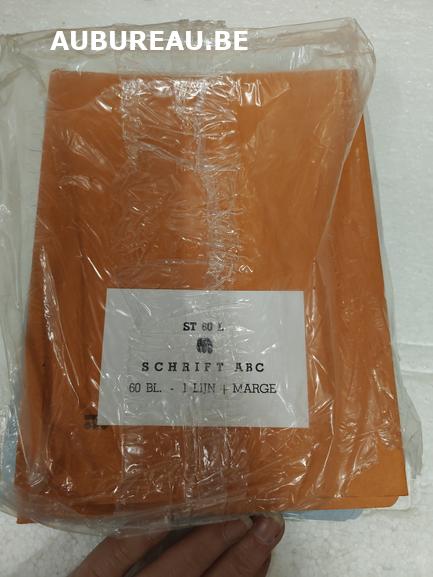 AUBUREAU.BE
ST 60 L
SCHRIFT ABC
60 BL. - 1 LIJN + MARGE